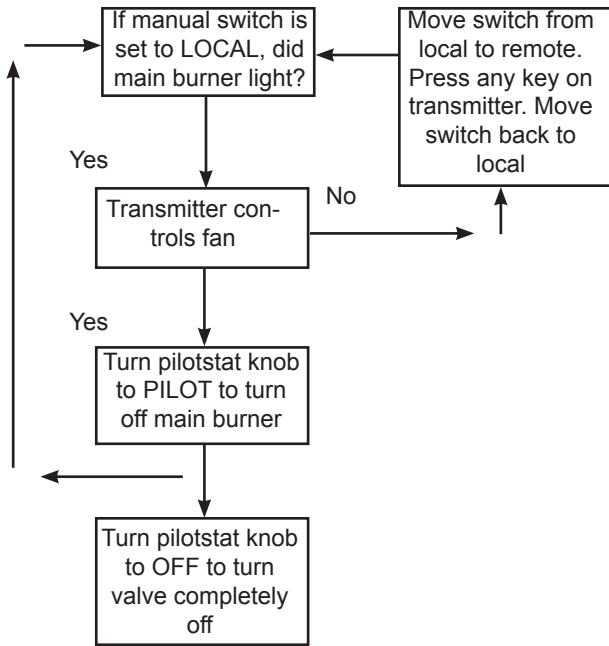 If manual switch is
set to LOCAL, did
main burner light?
Move switch from
local to remote.
Press any key on
transmitter. Move
switch back to
local
Yes
Transmitter con-
trols fan
No
Yes
Turn pilotstat knob
to PILOT to turn
off main burner
Turn pilotstat knob
to OFF to turn
valve completely
off